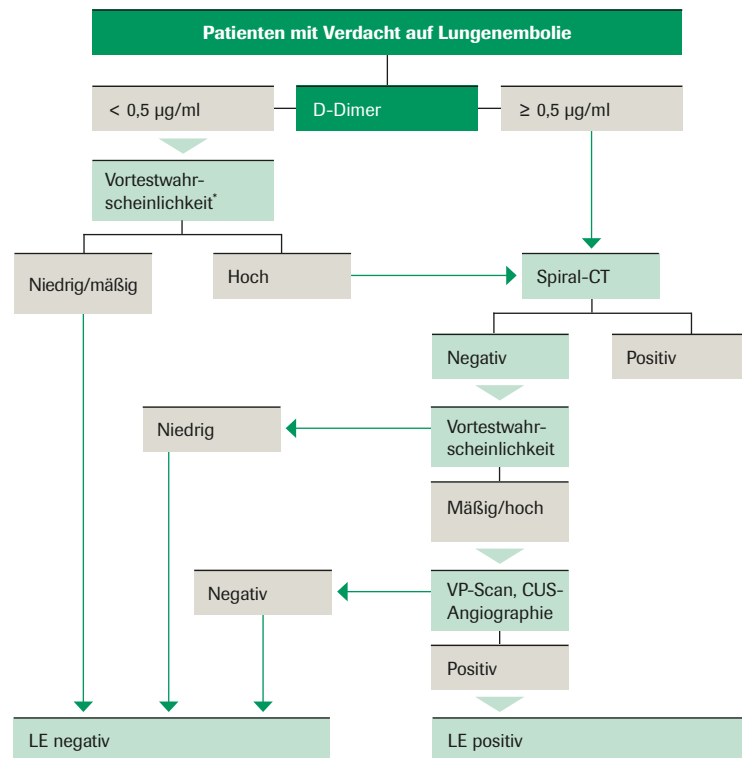 Patienten mit Verdacht auf Lungenembolie
< 0,5 µg/ml
D-Dimer
≥ 0,5 µg/ml
Vortestwahr-
scheinlichkeit*
Niedrig/mäßig
Hoch
Spiral-CT
Negativ
Positiv
Niedrig
Vortestwahr-
scheinlichkeit
Mäßig/hoch
Negativ
VP-Scan, CUS-
Angiographie
Positiv
LE negativ
LE positiv